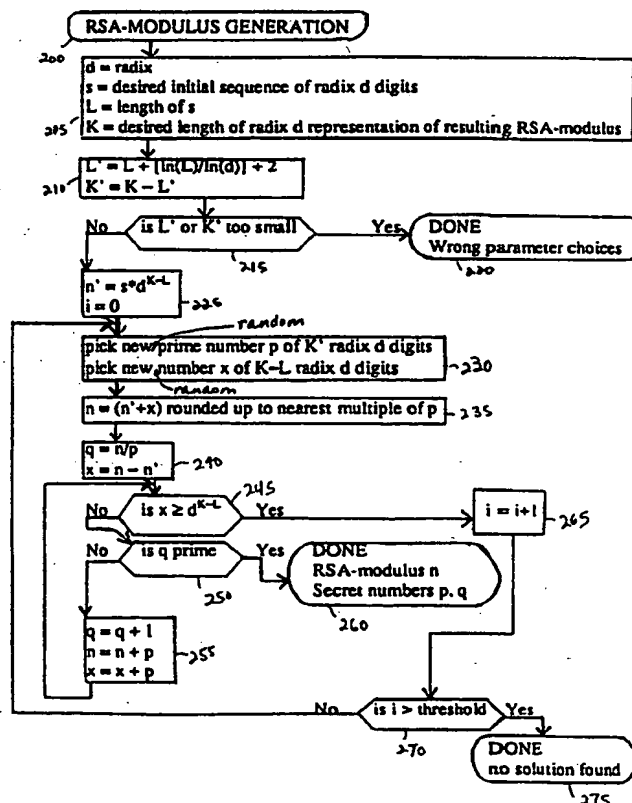 RSA-MODULUS GENERATION
200
d = radix
s = desired initial sequence of radix d digits
L = length of s
K = desired length of radix d representation of resulting RSA-modulus
205
L' = L + [ln(L)/ln(d)] + 2
K' = K – L'
210
No
is L' or K' too small
Yes
215
DONE
Wrong parameter choices
220
n' = s*d^K-L
i = 0
225
random
pick new prime number p of K' radix d digits
pick new number x of K-L radix d digits
230
random
n = (n'+x) rounded up to nearest multiple of p
235
q = n/p
x = n – n'
240
245
No
is x ≥ d^K-L
Yes
i = i+1
265
No
is q prime
Yes
250
DONE
RSA-modulus n
Secret numbers p, q
260
q = q + 1
n = n + p
x = x + p
255
No
is i > threshold
Yes
270
DONE
no solution found
275